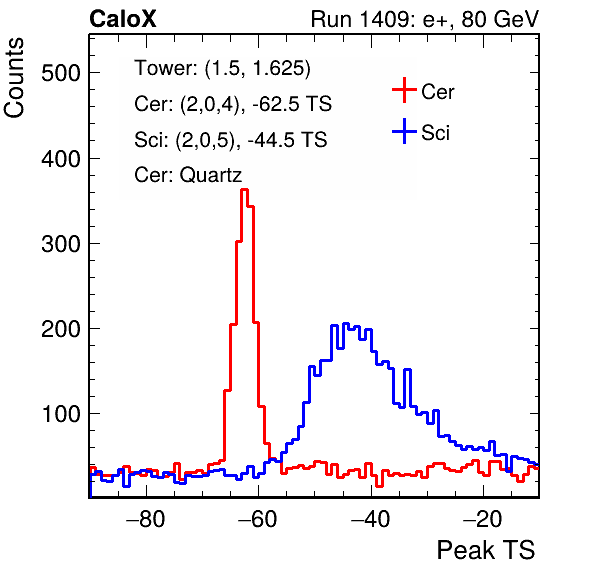 CaloX Run 1409: e+, 80 GeV
Counts
Tower: (1.5, 1.625)
Cer: (2,0,4), -62.5 TS
Sci: (2,0,5), -44.5 TS
Cer: Quartz
Cer
Sci
500
400
300
200
100
−80 −60 −40 −20
Peak TS